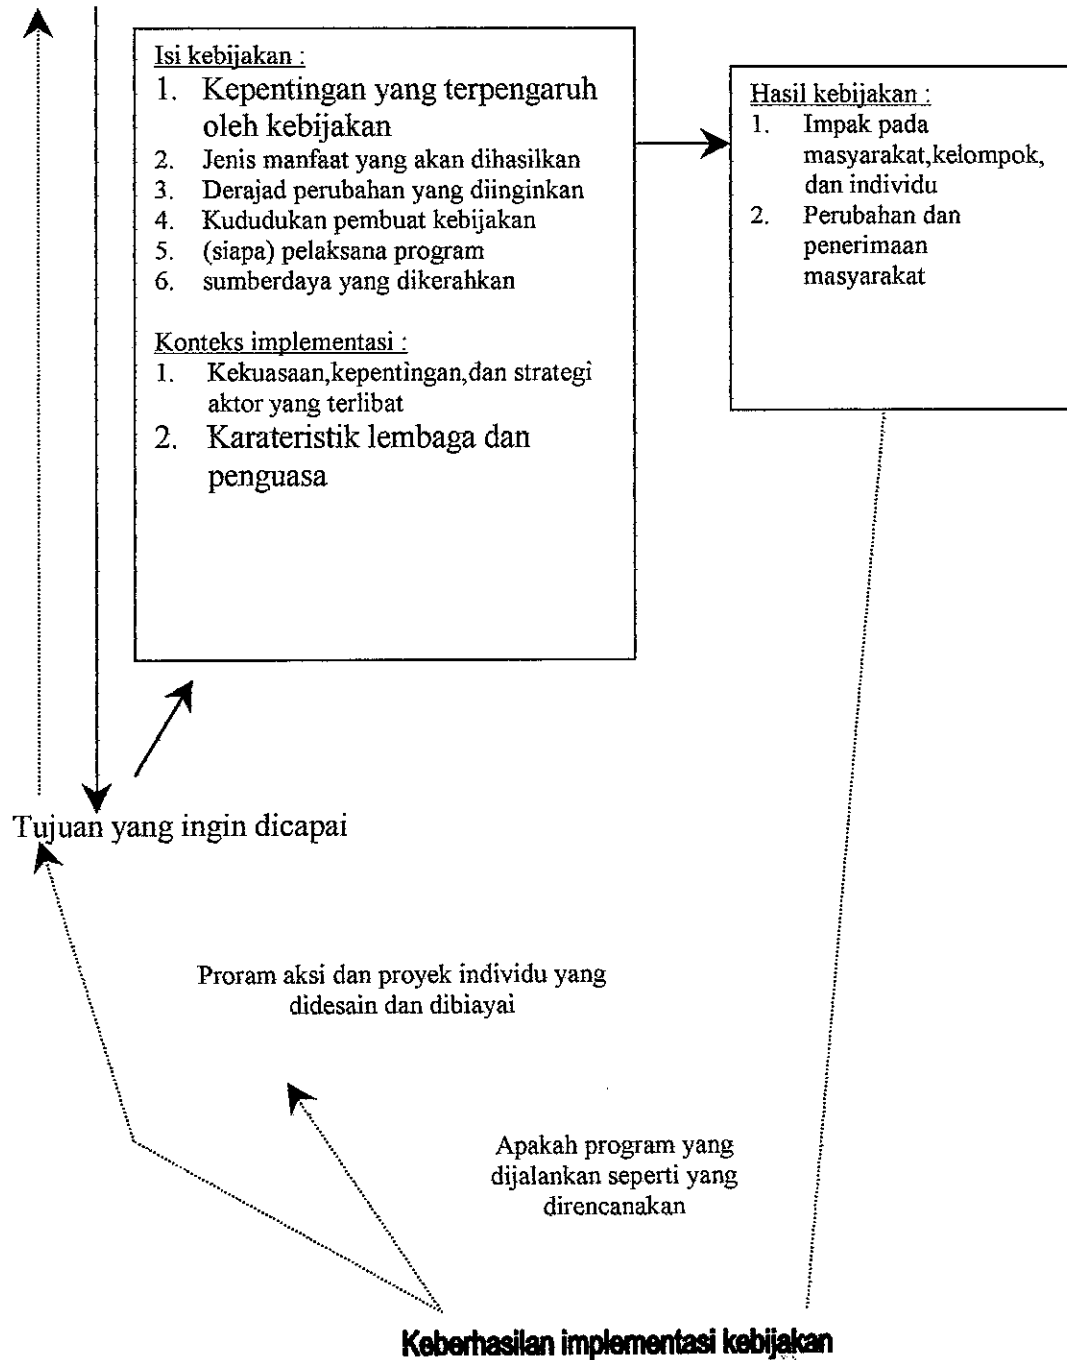 Isi kebijakan :
1. Kepentingan yang terpengaruh
oleh kebijakan
2. Jenis manfaat yang akan dihasilkan
3. Derajad perubahan yang diinginkan
4. Kududukan pembuat kebijakan
5. (siapa) pelaksana program
6. sumberdaya yang dikerahkan
Konteks implementasi :
1. Kekuasaan,kepentingan,dan strategi
aktor yang terlibat
2. Karateristik lembaga dan
penguasa
Hasil kebijakan :
1. Impak pada
masyarakat,kelompok,
dan individu
2. Perubahan dan
penerimaan
masyarakat
Tujuan yang ingin dicapai
Proram aksi dan proyek individu yang
didesain dan dibiayai
Apakah program yang
dijalankan seperti yang
direncanakan
Keberhasilan implementasi kebijakan